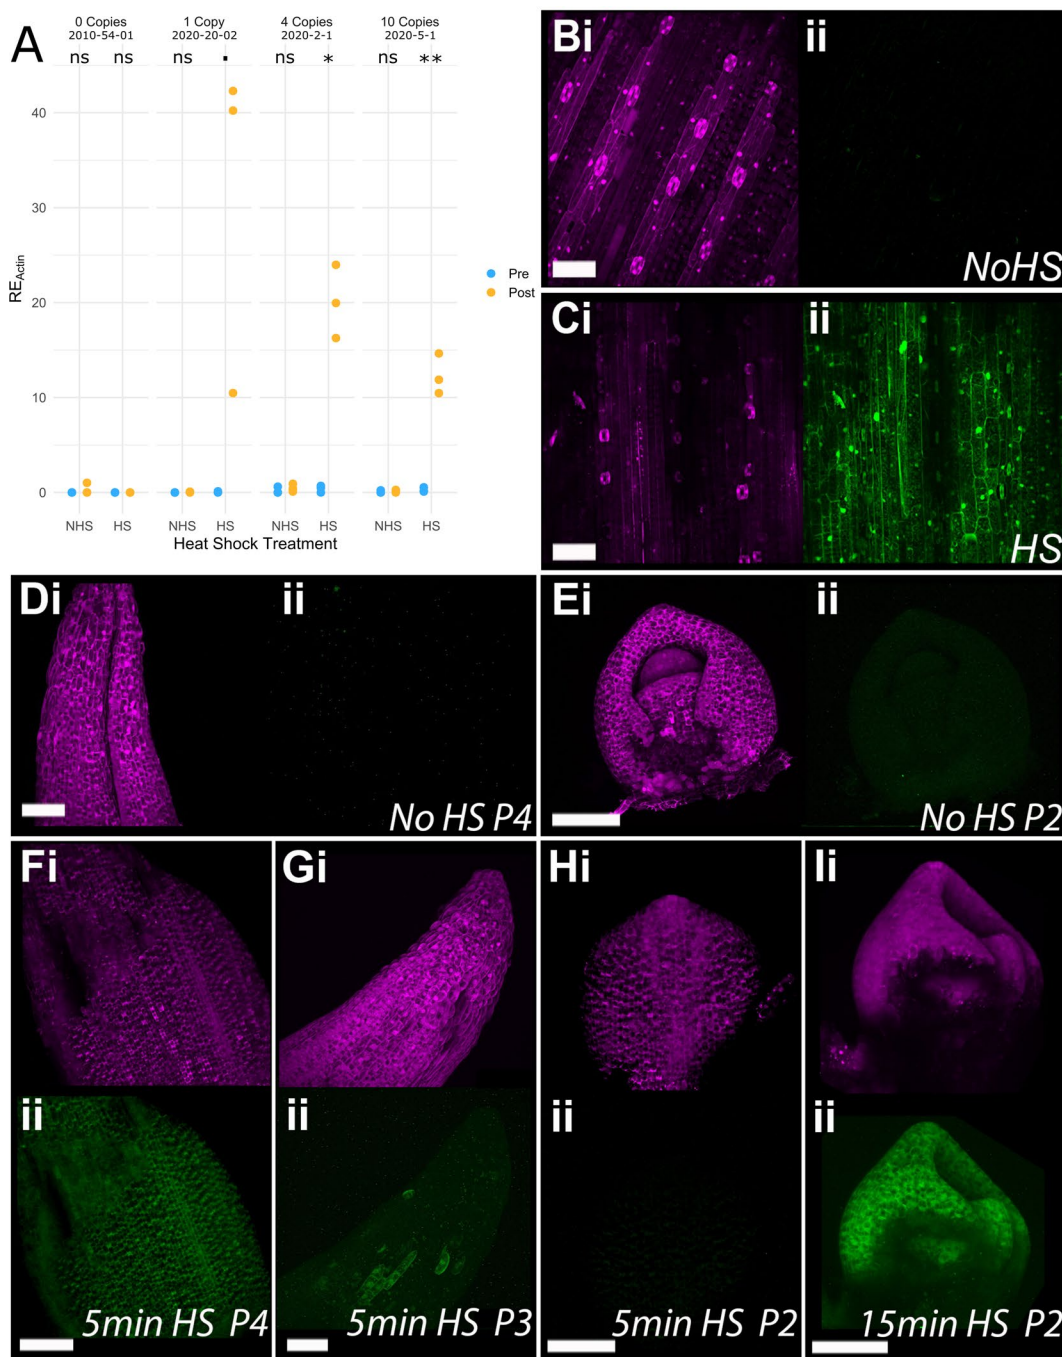 A
0 Copies 1 Copy 4 Copies 10 Copies
2010-54-01 2020-20-02 2020-2-1 2020-5-1
ns ns ns ▪ ns * ns **
40
30
20
10
0
RE Actin
NHS HS NHS HS NHS HS NHS HS
Heat Shock Treatment
Pre
Post
Bi ii
NoHS
Ci ii
HS
Di ii
No HS P4
Ei ii
No HS P2
Fi
ii
5min HS P4
Gi
ii
5min HS P3
Hi
ii
5min HS P2
Ii
ii
15min HS P2